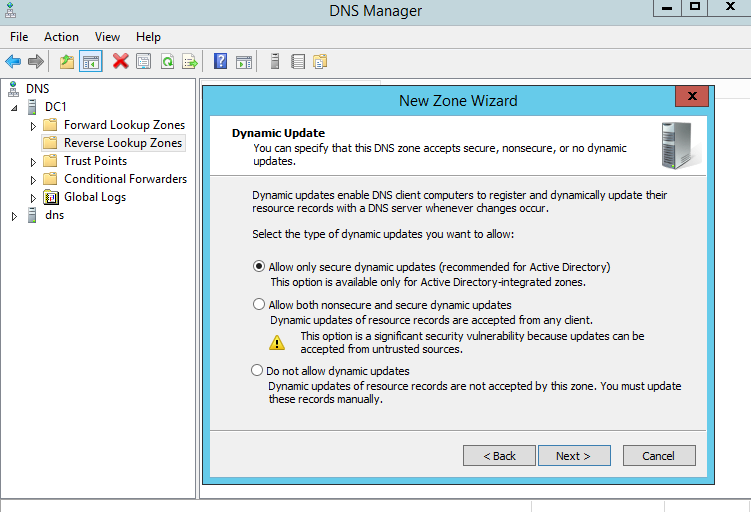 DNS Manager
File Action View Help
DNS
DC1
Forward Lookup Zones
Reverse Lookup Zones
Trust Points
Conditional Forwarders
Global Logs
dns
New Zone Wizard
Dynamic Update
You can specify that this DNS zone accepts secure, nonsecure, or no dynamic
updates.
Dynamic updates enable DNS client computers to register and dynamically update their
resource records with a DNS server whenever changes occur.
Select the type of dynamic updates you want to allow:
Allow only secure dynamic updates (recommended for Active Directory)
This option is available only for Active Directory-integrated zones.
Allow both nonsecure and secure dynamic updates
Dynamic updates of resource records are accepted from any client.
This option is a significant security vulnerability because updates can be
accepted from untrusted sources.
Do not allow dynamic updates
Dynamic updates of resource records are not accepted by this zone. You must update
these records manually.
< Back Next > Cancel